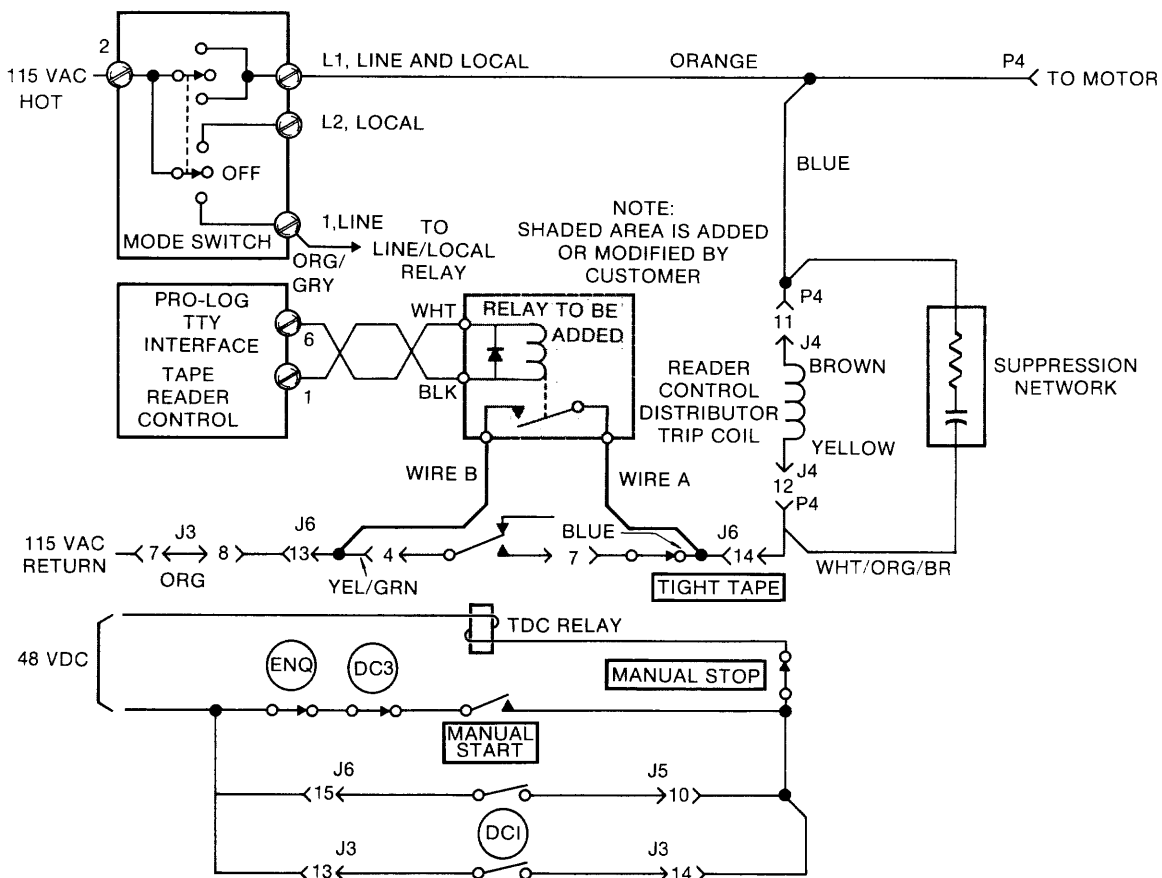 2
115 VAC
HOT
L1, LINE AND LOCAL
ORANGE
P4
TO MOTOR
L2, LOCAL
OFF
BLUE
1,LINE
MODE SWITCH
ORG/
GRY
TO
LINE/LOCAL
RELAY
NOTE:
SHADED AREA IS ADDED
OR MODIFIED BY
CUSTOMER
PRO-LOG
TTY
INTERFACE
TAPE
READER
CONTROL
6
1
WHT
BLK
RELAY TO BE
ADDED
P4
11
J4
BROWN
READER
CONTROL
DISTRIBUTOR
TRIP COIL
YELLOW
J4
12
P4
SUPPRESSION
NETWORK
WIRE B
WIRE A
115 VAC
RETURN
7
J3
8
ORG
J6
13
4
YEL/GRN
BLUE
7
J6
14
TIGHT TAPE
WHT/ORG/BR
48 VDC
TDC RELAY
ENQ
DC3
MANUAL STOP
MANUAL
START
J6
15
J5
10
DC1
J3
13
J3
14